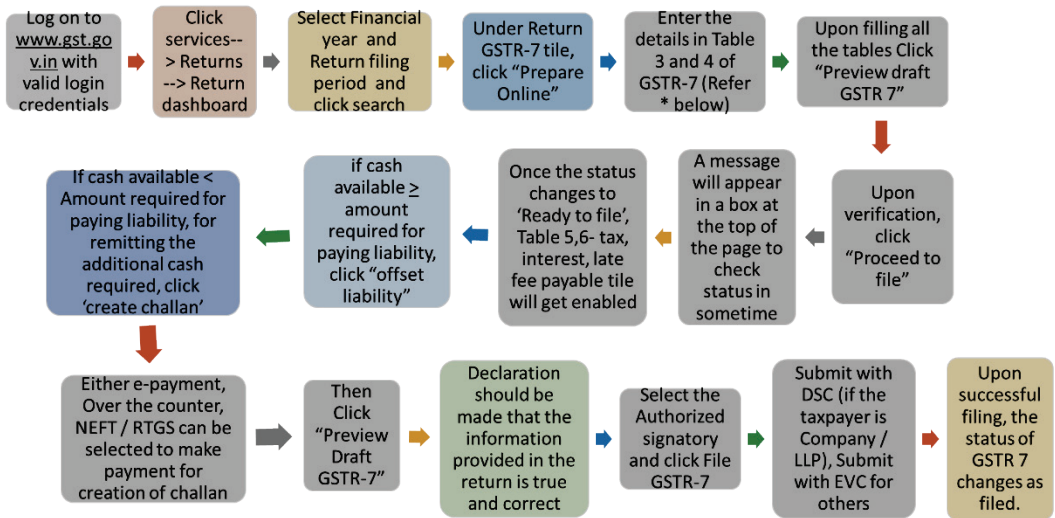 Log on to
www.gst.go
v.in with
valid login
credentials
Click
services--
> Returns
--> Return
dashboard
Select Financial
year and
Return filing
period and
click search
Under Return
GSTR-7 tile,
click “Prepare
Online”
Enter the
details in Table
3 and 4 of
GSTR-7 (Refer
* below)
Upon filling all
the tables Click
“Preview draft
GSTR 7”
Upon
verification,
click
“Proceed to
file”
A message
will appear
in a box at
the top of
the page to
check
status in
sometime
Once the status
changes to
‘Ready to file’,
Table 5,6- tax,
interest, late
fee payable tile
will get enabled
if cash
available ≥
amount
required for
paying liability,
click “offset
liability”
If cash available <
Amount required for
paying liability, for
remitting the
additional cash
required, click
‘create challan’
Either e-payment,
Over the counter,
NEFT / RTGS can be
selected to make
payment for
creation of challan
Then
Click
“Preview
Draft
GSTR-7”
Declaration
should be
made that the
information
provided in the
return is true
and correct
Select the
Authorized
signatory
and click File
GSTR-7
Submit with
DSC (if the
taxpayer is
Company /
LLP), Submit
with EVC for
others
Upon
successful
filing, the
status of
GSTR 7
changes as
filed.